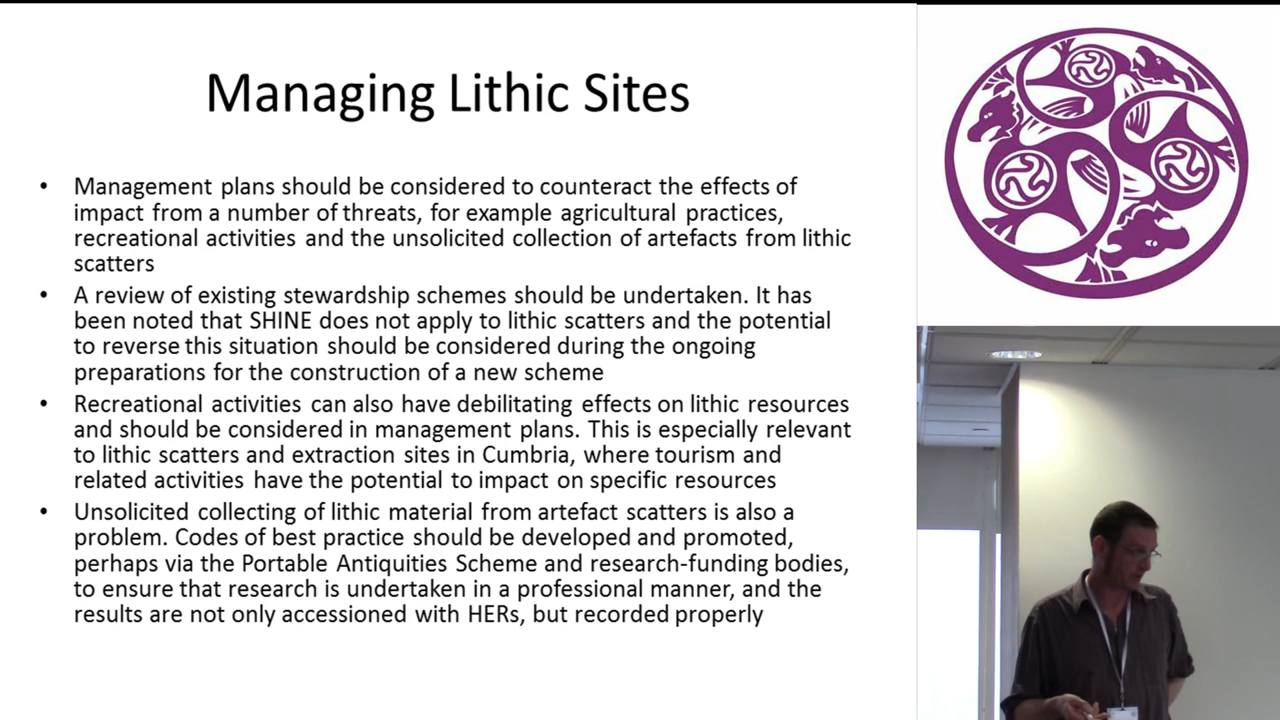 Managing Lithic Sites
• Management plans should be considered to counteract the effects of
impact from a number of threats, for example agricultural practices,
recreational activities and the unsolicited collection of artefacts from lithic
scatters
• A review of existing stewardship schemes should be undertaken. It has
been noted that SHINE does not apply to lithic scatters and the potential
to reverse this situation should be considered during the ongoing
preparations for the construction of a new scheme
• Recreational activities can also have debilitating effects on lithic resources
and should be considered in management plans. This is especially relevant
to lithic scatters and extraction sites in Cumbria, where tourism and
related activities have the potential to impact on specific resources
• Unsolicited collecting of lithic material from artefact scatters is also a
problem. Codes of best practice should be developed and promoted,
perhaps via the Portable Antiquities Scheme and research-funding bodies,
to ensure that research is undertaken in a professional manner, and the
results are not only accessioned with HERs, but recorded properly